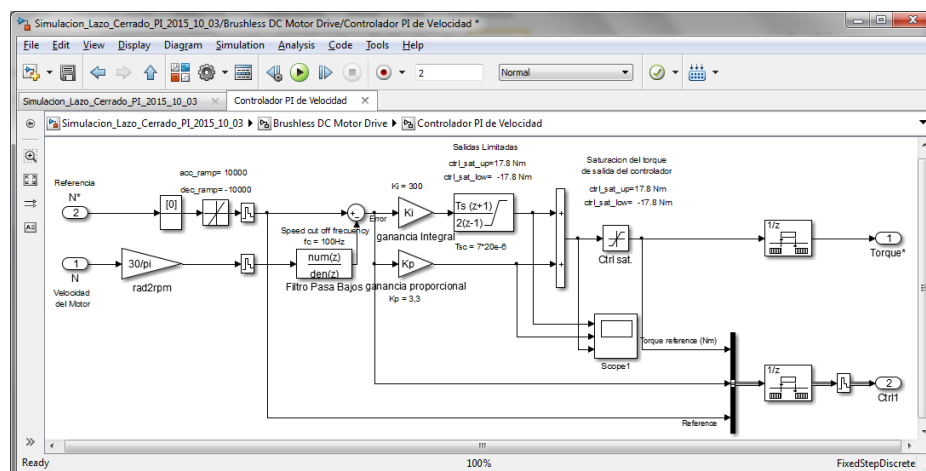 Simulacion_Lazo_Cerrado_PI_2015_10_03/Brushless DC Motor Drive/Controlador PI de Velocidad *
File Edit View Display Diagram Simulation Analysis Code Tools Help
2 Normal
Simulacion_Lazo_Cerrado_PI_2015_10_03 Controlador PI de Velocidad
Simulacion_Lazo_Cerrado_PI_2015_10_03 Brushless DC Motor Drive Controlador PI de Velocidad
Salidas Limitadas
ctrl_sat_up=17.8 Nm
ctrl_sat_low= -17.8 Nm
Saturacion del torque
de salida del controlador
ctrl_sat_up=17.8 Nm
ctrl_sat_low= -17.8 Nm
acc_ramp= 10000
dec_ramp=-10000
Referencia
N*
2
[0]
Ki = 300
Ki
ganancia Integral
Ts (z+1)
2(z-1)
Tsc = 7*20e-6
+
+
Ctrl sat.
1/z
1
Torque*
+
-
Error
Speed cut off frecuency
fc = 100Hz
num(z)
den(z)
Filtro Pasa Bajos
Kp
ganancia proporcional
Kp = 3,3
1
N
Velocidad
del Motor
30/pi
rad2rpm
Scope1
Torque reference (Nm)
1/z
2
Ctrl1
Reference
Ready 100% FixedStepDiscrete